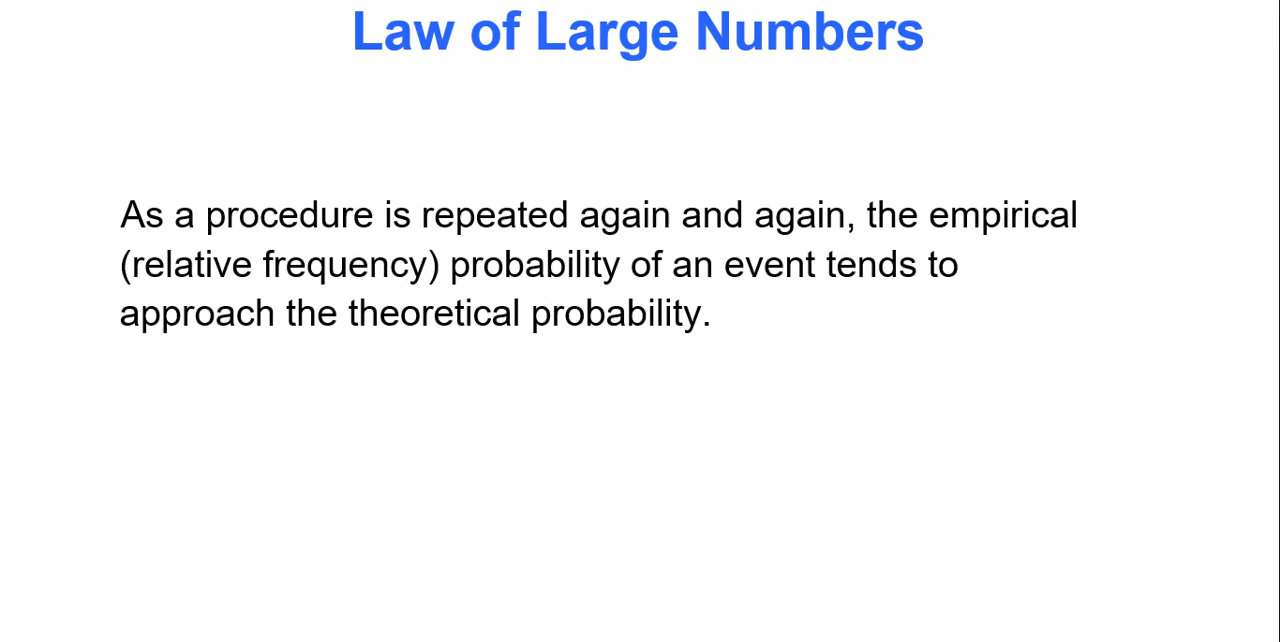 Law of Large Numbers
As a procedure is repeated again and again, the empirical
(relative frequency) probability of an event tends to
approach the theoretical probability.